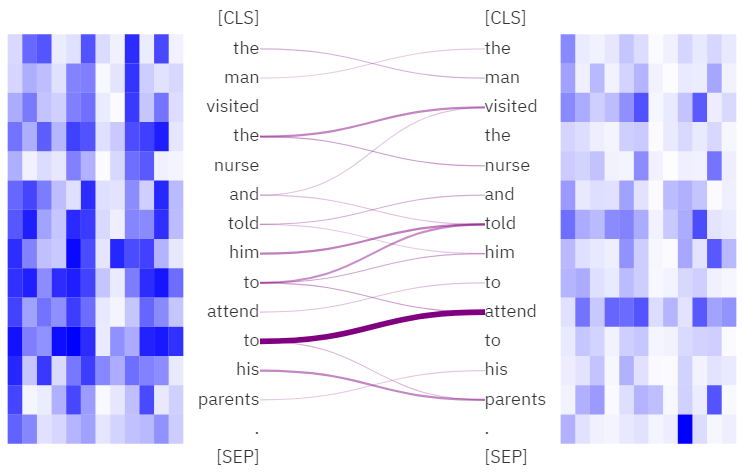 [CLS] [CLS]
the the
man man
visited visited
the the
nurse nurse
and and
told told
him him
to to
attend attend
to to
his his
parents parents
. .
[SEP] [SEP]